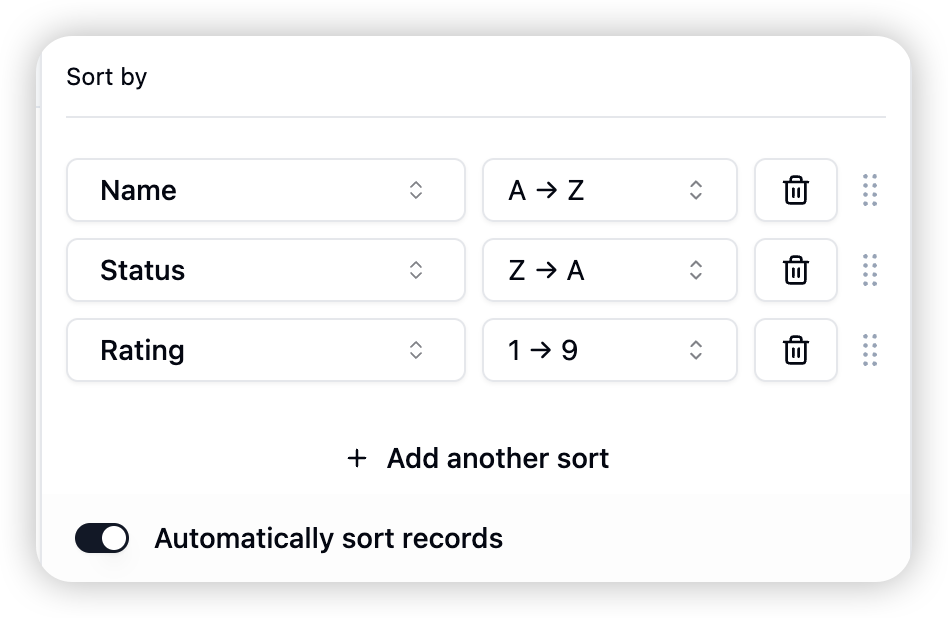 Sort by
Name A → Z
Status Z → A
Rating 1 → 9
+ Add another sort
Automatically sort records